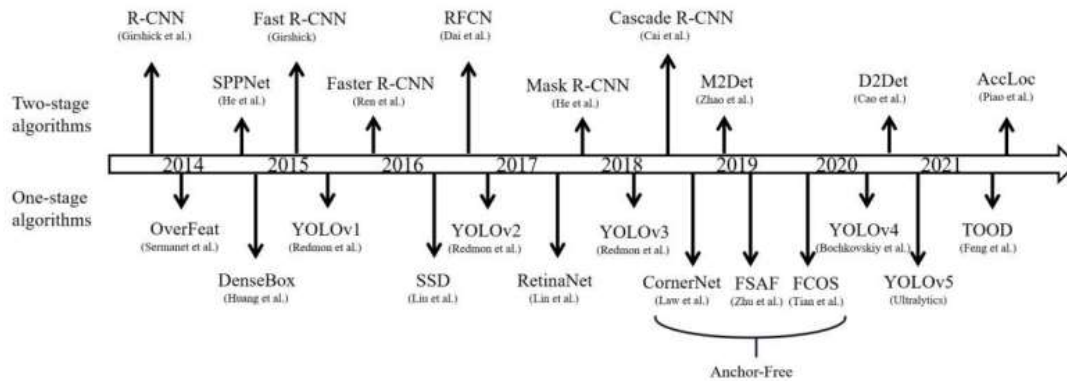 R-CNN
(Girshick et al.)
Fast R-CNN
(Girshick)
RFCN
(Dai et al.)
Cascade R-CNN
(Cai et al.)
SPPNet
(He et al.)
Faster R-CNN
(Ren et al.)
Mask R-CNN
(He et al.)
M2Det
(Zhao et al.)
D2Det
(Cao et al.)
AccLoc
(Piao et al.)
Two-stage
algorithms
2014 2015 2016 2017 2018 2019 2020 2021
One-stage
algorithms
OverFeat
(Sermanet et al.)
YOLOv1
(Redmon et al.)
YOLOv2
(Redmon et al.)
YOLOv3
(Redmon et al.)
YOLOv4
(Bochkovskiy et al.)
TOOD
(Feng et al.)
DenseBox
(Huang et al.)
SSD
(Liu et al.)
RetinaNet
(Lin et al.)
CornerNet
(Law et al.)
FSAF
(Zhu et al.)
FCOS
(Tian et al.)
YOLOv5
(Ultralytics)
Anchor-Free